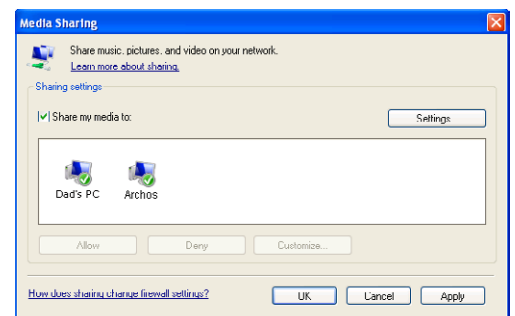 Media Sharing
Share music, pictures, and video on your network.
Learn more about sharing.
Sharing settings
Share my media to:
Settings
Dad's PC
Archos
Allow
Deny
Customize...
How does sharing change firewall settings?
OK
Cancel
Apply